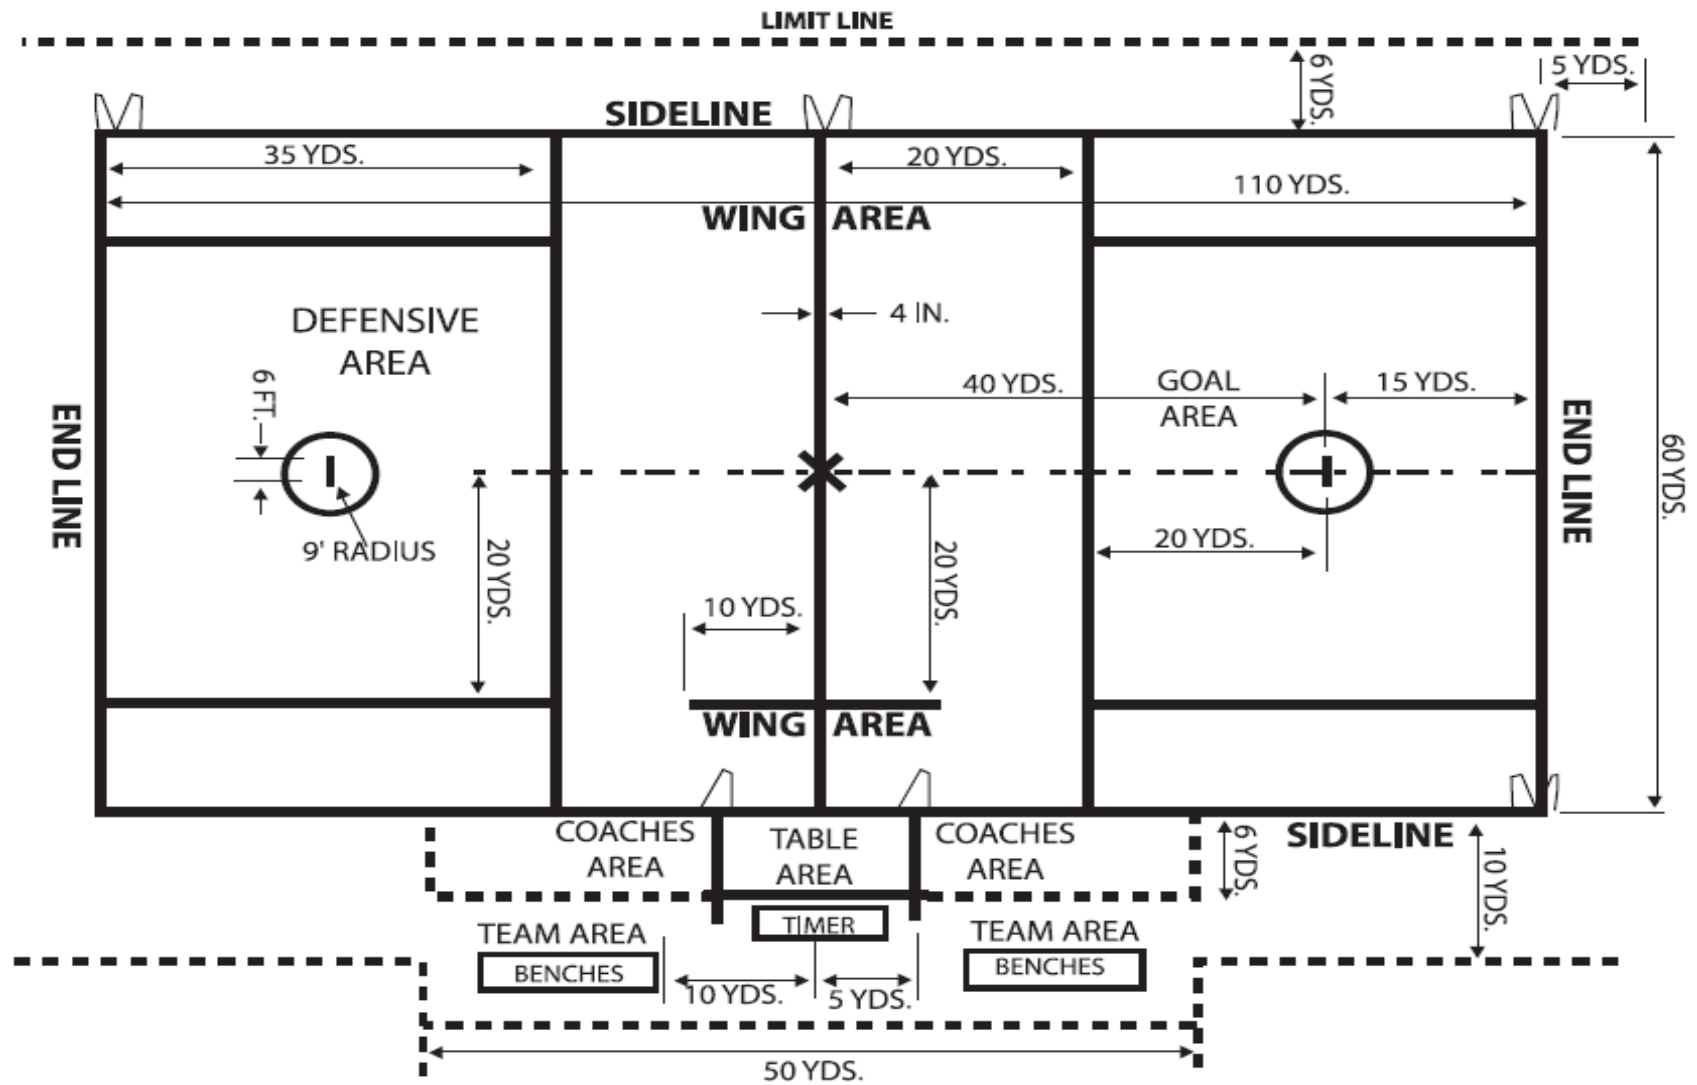 LIMIT LINE
6 YDS.
5 YDS.
SIDELINE
35 YDS.
20 YDS.
110 YDS.
WING AREA
DEFENSIVE
AREA
4 IN.
6 FT.
40 YDS.
GOAL
AREA
15 YDS.
END LINE
END LINE
60 YDS.
9' RADIUS
20 YDS.
20 YDS.
20 YDS.
10 YDS.
WING AREA
COACHES
AREA
TABLE
AREA
COACHES
AREA
6 YDS.
SIDELINE
10 YDS.
TEAM AREA
BENCHES
TIMER
TEAM AREA
BENCHES
10 YDS.
5 YDS.
50 YDS.